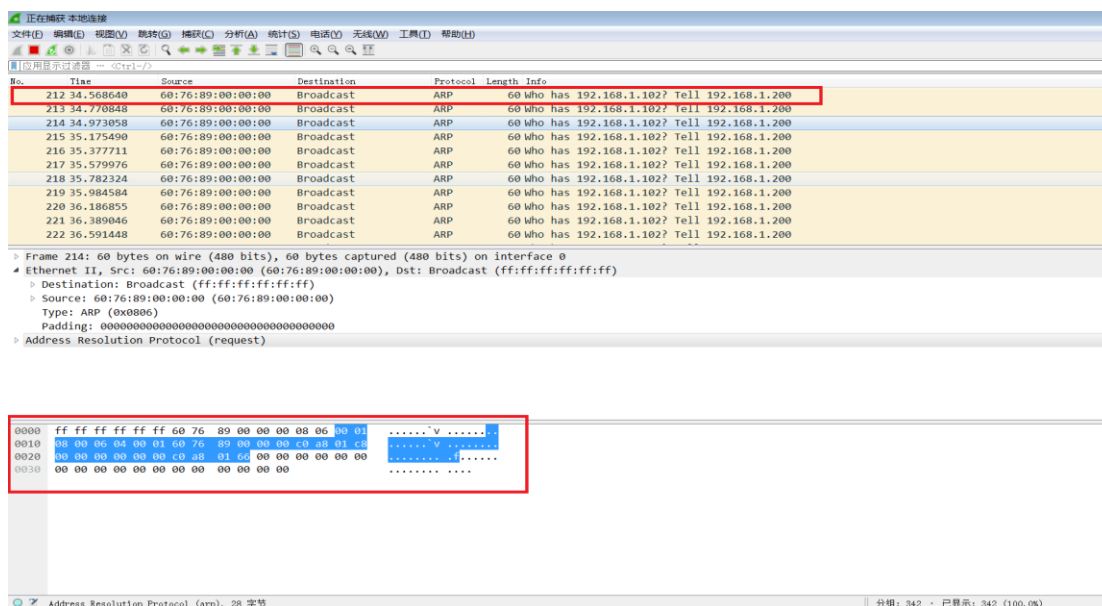 正在捕获 本地连接
文件(F) 编辑(E) 视图(V) 跳转(G) 捕获(C) 分析(A) 统计(S) 电话(Y) 无线(W) 工具(T) 帮助(H)
应用显示过滤器 … <Ctrl-/>
No. Time Source Destination Protocol Length Info
212 34.568640 60:76:89:00:00:00 Broadcast ARP 60 Who has 192.168.1.102? Tell 192.168.1.200
213 34.770848 60:76:89:00:00:00 Broadcast ARP 60 Who has 192.168.1.102? Tell 192.168.1.200
214 34.973058 60:76:89:00:00:00 Broadcast ARP 60 Who has 192.168.1.102? Tell 192.168.1.200
215 35.175490 60:76:89:00:00:00 Broadcast ARP 60 Who has 192.168.1.102? Tell 192.168.1.200
216 35.377711 60:76:89:00:00:00 Broadcast ARP 60 Who has 192.168.1.102? Tell 192.168.1.200
217 35.579976 60:76:89:00:00:00 Broadcast ARP 60 Who has 192.168.1.102? Tell 192.168.1.200
218 35.782324 60:76:89:00:00:00 Broadcast ARP 60 Who has 192.168.1.102? Tell 192.168.1.200
219 35.984584 60:76:89:00:00:00 Broadcast ARP 60 Who has 192.168.1.102? Tell 192.168.1.200
220 36.186855 60:76:89:00:00:00 Broadcast ARP 60 Who has 192.168.1.102? Tell 192.168.1.200
221 36.389046 60:76:89:00:00:00 Broadcast ARP 60 Who has 192.168.1.102? Tell 192.168.1.200
222 36.591448 60:76:89:00:00:00 Broadcast ARP 60 Who has 192.168.1.102? Tell 192.168.1.200
Frame 214: 60 bytes on wire (480 bits), 60 bytes captured (480 bits) on interface 0
Ethernet II, Src: 60:76:89:00:00:00 (60:76:89:00:00:00), Dst: Broadcast (ff:ff:ff:ff:ff:ff)
Destination: Broadcast (ff:ff:ff:ff:ff:ff)
Source: 60:76:89:00:00:00 (60:76:89:00:00:00)
Type: ARP (0x0806)
Padding: 000000000000000000000000000000000000
Address Resolution Protocol (request)
0000 ff ff ff ff ff ff 60 76 89 00 00 00 08 06 00 01 ......`v ........
0010 08 00 06 04 00 01 60 76 89 00 00 00 c0 a8 01 c8 ......`v ........
0020 00 00 00 00 00 00 c0 a8 01 66 00 00 00 00 00 00 ........ .f......
0030 00 00 00 00 00 00 00 00 00 00 00 00 ........ ....
Address Resolution Protocol (arp), 28 字节 分组: 342 · 已显示: 342 (100.0%)